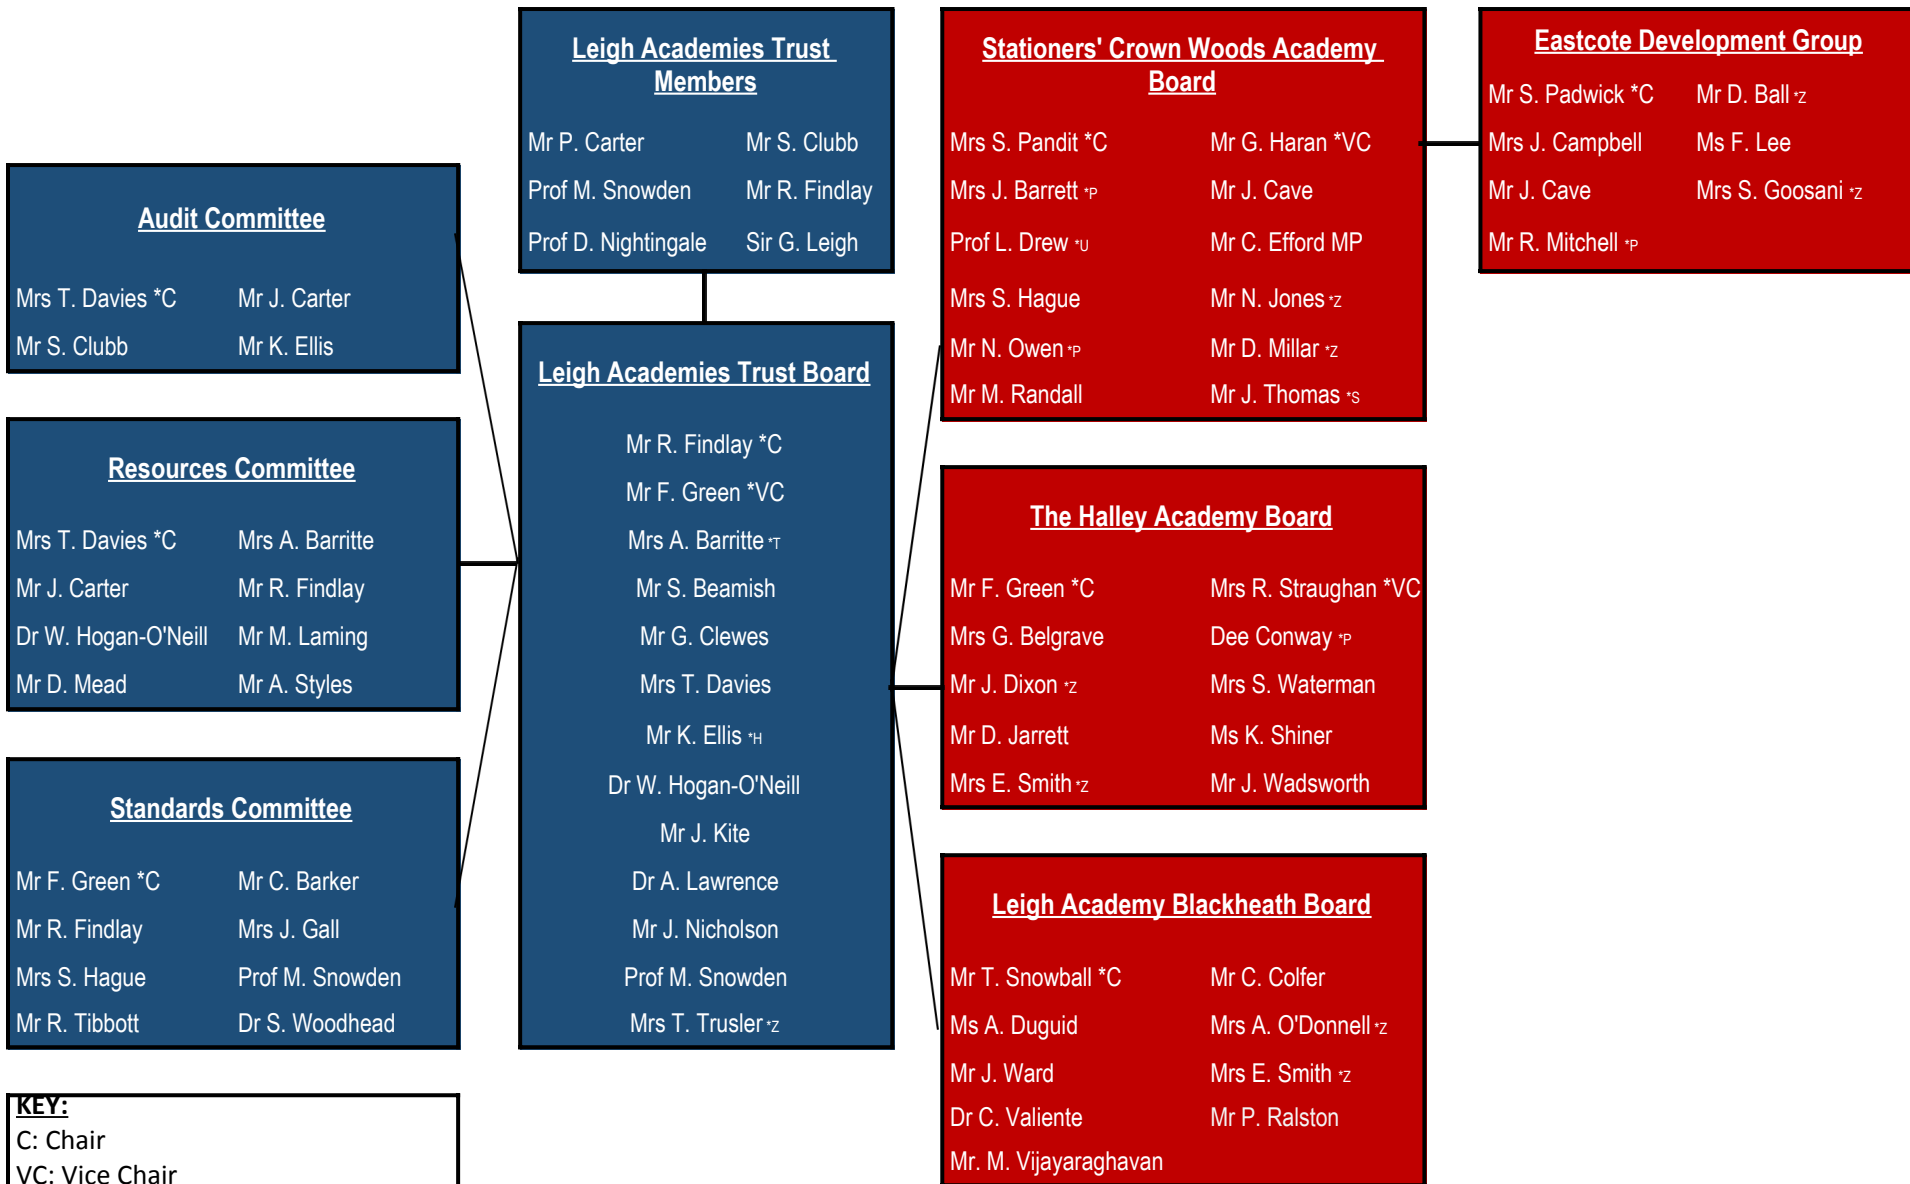 Leigh Academies Trust
Members
Mr P. Carter Mr S. Clubb
Prof M. Snowden Mr R. Findlay
Prof D. Nightingale Sir G. Leigh
Stationers' Crown Woods Academy
Board
Mrs S. Pandit *C Mr G. Haran *VC
Mrs J. Barrett *P Mr J. Cave
Prof L. Drew *U Mr C. Efford MP
Mrs S. Hague Mr N. Jones *Z
Mr N. Owen *P Mr D. Millar *Z
Mr M. Randall Mr J. Thomas *S
Eastcote Development Group
Mr S. Padwick *C Mr D. Ball *Z
Mrs J. Campbell Ms F. Lee
Mr J. Cave Mrs S. Goosani *Z
Mr R. Mitchell *P
Audit Committee
Mrs T. Davies *C Mr J. Carter
Mr S. Clubb Mr K. Ellis
Resources Committee
Mrs T. Davies *C Mrs A. Barritte
Mr J. Carter Mr R. Findlay
Dr W. Hogan-O'Neill Mr M. Laming
Mr D. Mead Mr A. Styles
Standards Committee
Mr F. Green *C Mr C. Barker
Mr R. Findlay Mrs J. Gall
Mrs S. Hague Prof M. Snowden
Mr R. Tibbott Dr S. Woodhead
Leigh Academies Trust Board
Mr R. Findlay *C
Mr F. Green *VC
Mrs A. Barritte *T
Mr S. Beamish
Mr G. Clewes
Mrs T. Davies
Mr K. Ellis *H
Dr W. Hogan-O'Neill
Mr J. Kite
Dr A. Lawrence
Mr J. Nicholson
Prof M. Snowden
Mrs T. Trusler *Z
The Halley Academy Board
Mr F. Green *C Mrs R. Straughan *VC
Mrs G. Belgrave Dee Conway *P
Mr J. Dixon *Z Mrs S. Waterman
Mr D. Jarrett Ms K. Shiner
Mrs E. Smith *Z Mr J. Wadsworth
Leigh Academy Blackheath Board
Mr T. Snowball *C Mr C. Colfer
Ms A. Duguid Mrs A. O'Donnell *Z
Mr J. Ward Mrs E. Smith *Z
Dr C. Valiente Mr P. Ralston
Mr. M. Vijayaraghavan
KEY:
C: Chair
VC: Vice Chair